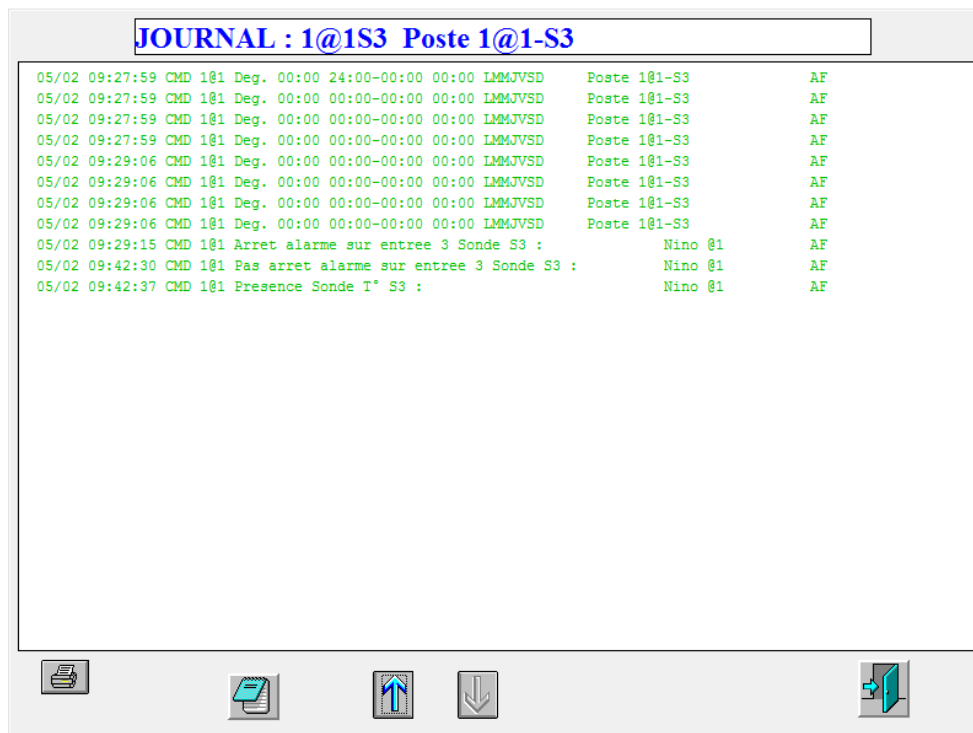 JOURNAL : 1@1S3 Poste 1@1-S3
05/02 09:27:59 CMD 1@1 Deg. 00:00 24:00-00:00 00:00 LMMJVSD Poste 1@1-S3 AF
05/02 09:27:59 CMD 1@1 Deg. 00:00 00:00-00:00 00:00 LMMJVSD Poste 1@1-S3 AF
05/02 09:27:59 CMD 1@1 Deg. 00:00 00:00-00:00 00:00 LMMJVSD Poste 1@1-S3 AF
05/02 09:27:59 CMD 1@1 Deg. 00:00 00:00-00:00 00:00 LMMJVSD Poste 1@1-S3 AF
05/02 09:29:06 CMD 1@1 Deg. 00:00 00:00-00:00 00:00 LMMJVSD Poste 1@1-S3 AF
05/02 09:29:06 CMD 1@1 Deg. 00:00 00:00-00:00 00:00 LMMJVSD Poste 1@1-S3 AF
05/02 09:29:06 CMD 1@1 Deg. 00:00 00:00-00:00 00:00 LMMJVSD Poste 1@1-S3 AF
05/02 09:29:06 CMD 1@1 Deg. 00:00 00:00-00:00 00:00 LMMJVSD Poste 1@1-S3 AF
05/02 09:29:15 CMD 1@1 Arret alarme sur entree 3 Sonde S3 : Nino @1 AF
05/02 09:42:30 CMD 1@1 Pas arret alarme sur entree 3 Sonde S3 : Nino @1 AF
05/02 09:42:37 CMD 1@1 Presence Sonde T° S3 : Nino @1 AF